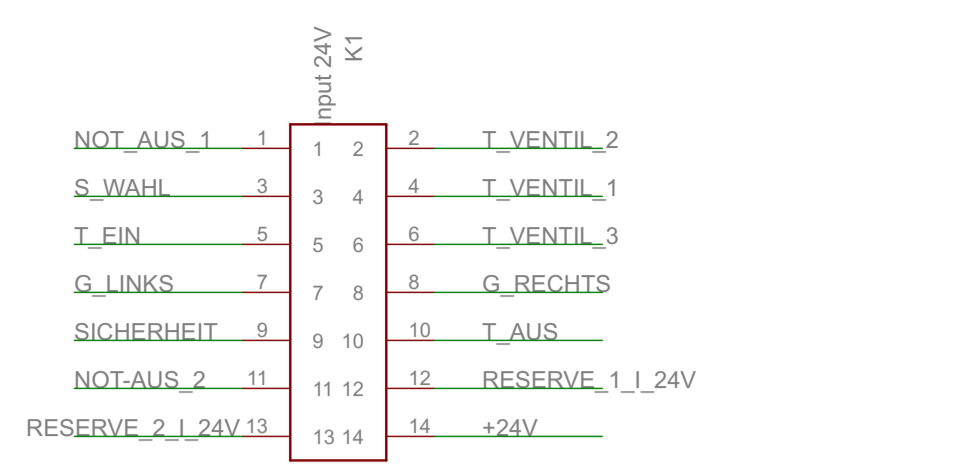 Input 24V
K1
NOT_AUS_1 1 1 2 2 T_VENTIL_2
S_WAHL 3 3 4 4 T_VENTIL_1
T_EIN 5 5 6 6 T_VENTIL_3
G_LINKS 7 7 8 8 G_RECHTS
SICHERHEIT 9 9 10 10 T_AUS
NOT-AUS_2 11 11 12 12 RESERVE_1_I_24V
RESERVE_2_I_24V 13 13 14 14 +24V